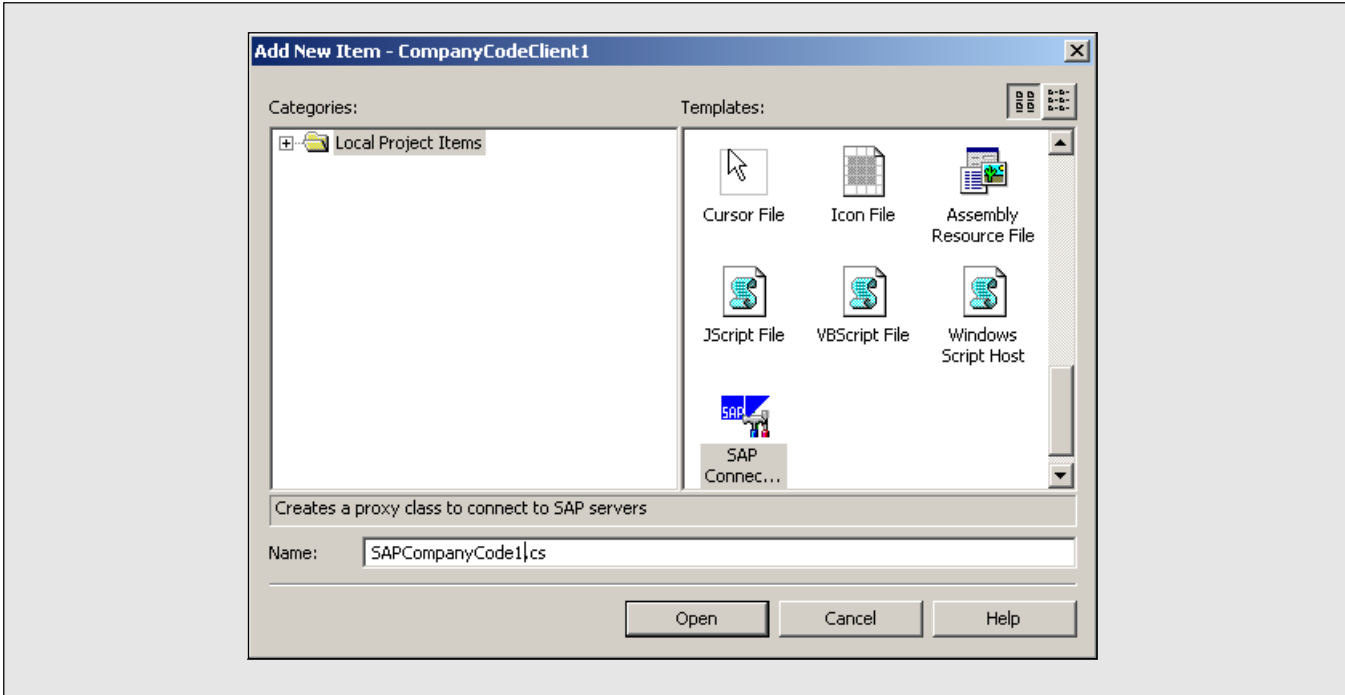 Add New Item - CompanyCodeClient1
Categories:
Templates:
Local Project Items
Cursor File
Icon File
Assembly
Resource File
JScript File
VBScript File
Windows
Script Host
SAP
SAP
Connec...
Creates a proxy class to connect to SAP servers
Name:
SAPCompanyCode1.cs
Open
Cancel
Help